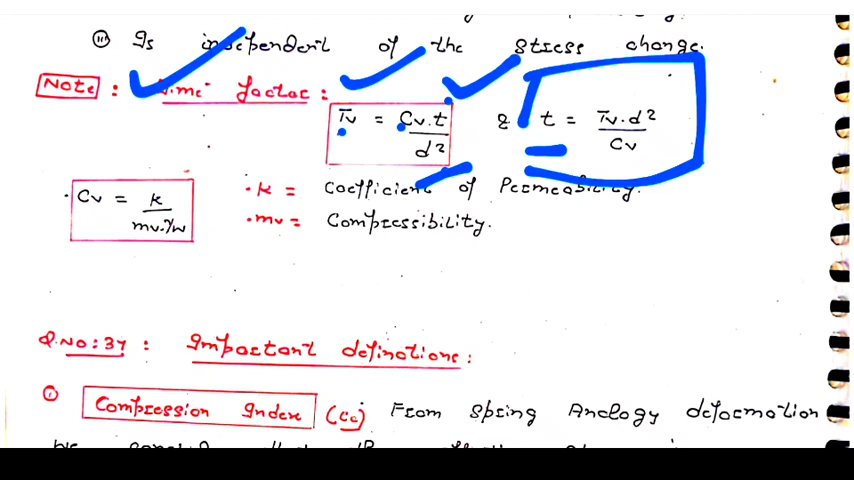 (iii) Is independent of the stress change.
Note : Time factor :
Tv = Cv.t / d² & t = Tv.d² / Cv
. Cv = k / mv.γw .k = Coefficient of Permeability.
.mv = Compressibility.
Q.NO:37 : Important definitions :
(i) Compression Index (Cc) From Spring Analogy deformation